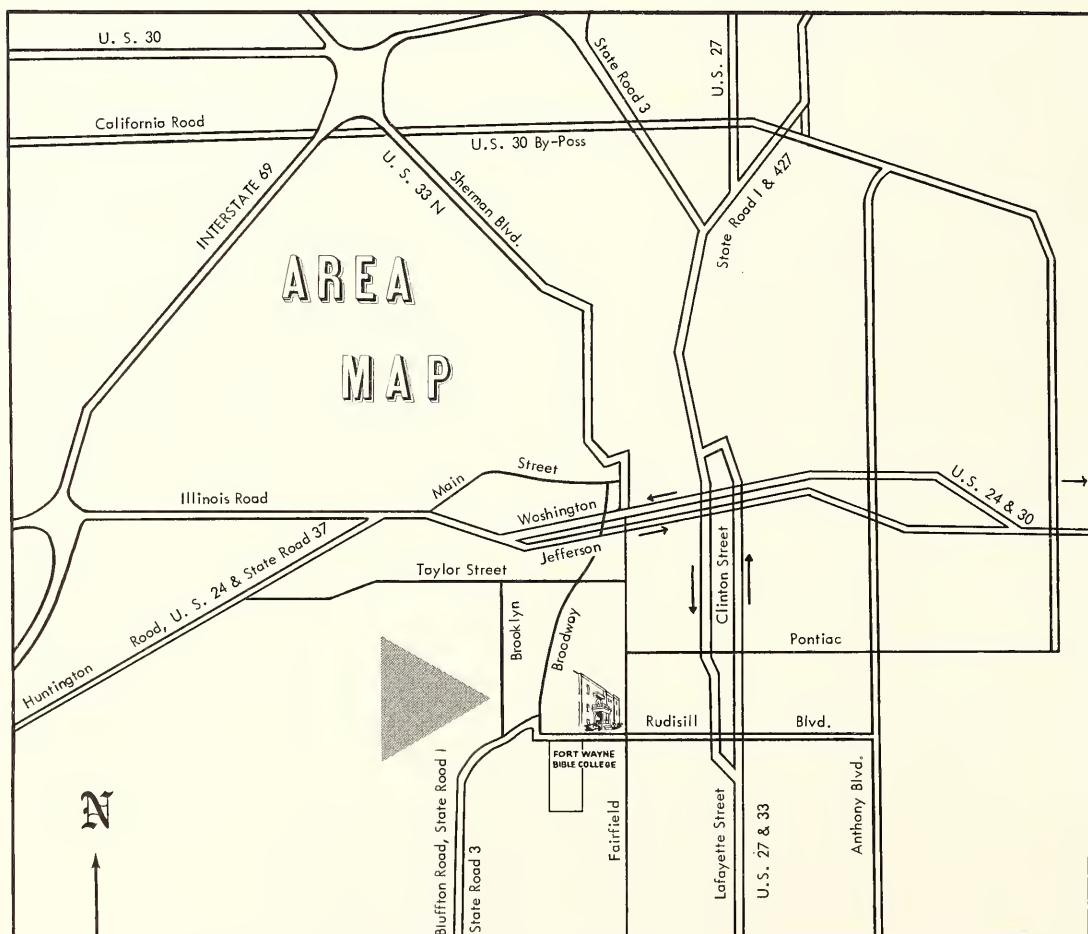 U. S. 30
State Road 3
U.S. 27
California Road
U.S. 30 By-Pass
INTERSTATE 69
U. S. 33 N
Sherman Blvd.
State Road 1 & 427
AREA
MAP
Main
Street
Illinois Road
Washington
Jefferson
U.S. 24 & 30
Huntington Road, U. S. 24 & State Road 37
Taylor Street
Brooklyn
Broadway
Clinton Street
Pontiac
Rudisill Blvd.
FORT WAYNE
BIBLE COLLEGE
N
Bluffton Road, State Road 1
State Road 3
Fairfield
Lafayette Street
U.S. 27 & 33
Anthony Blvd.